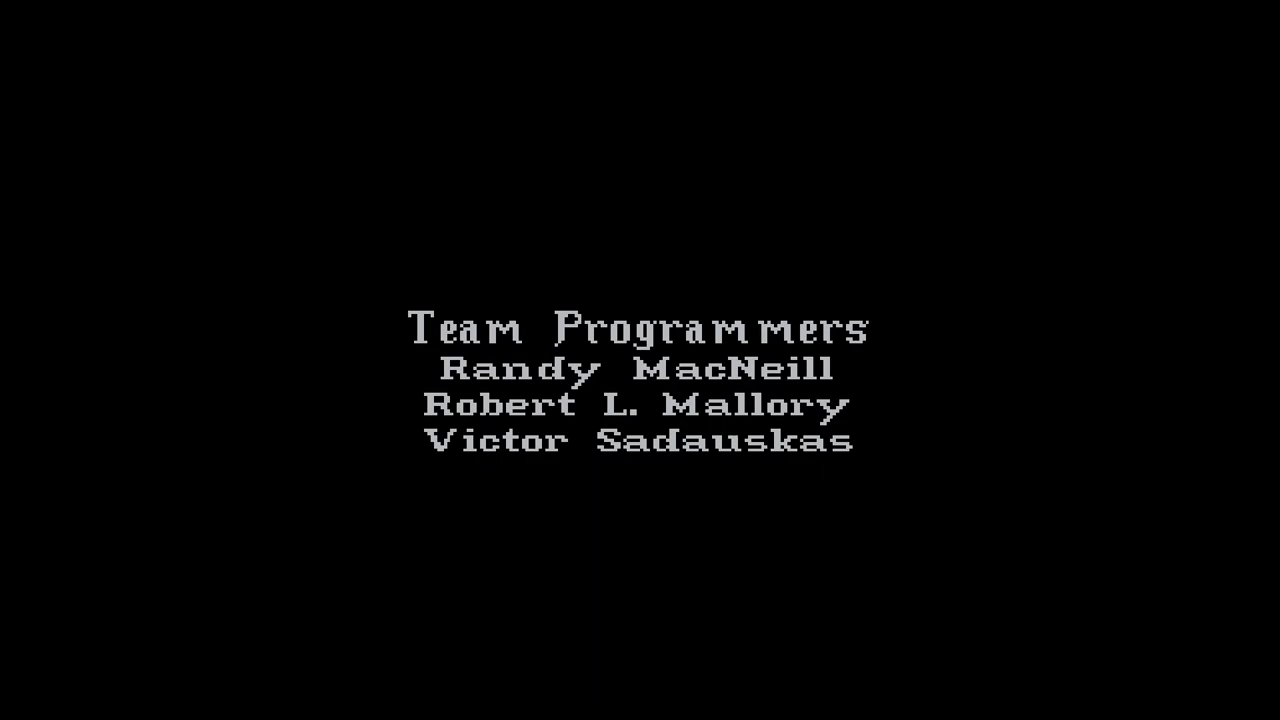 Team Programmers
Randy MacNeill
Robert L. Mallory
Victor Sadauskas